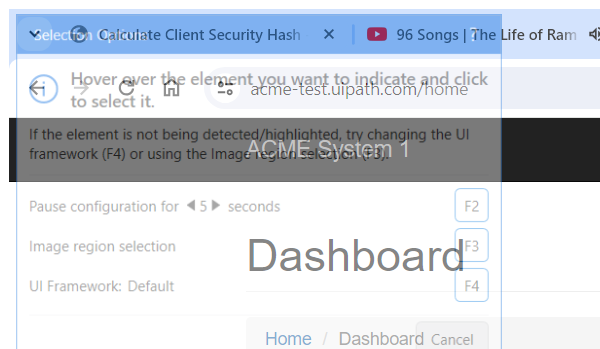 Selection Options
?
Calculate Client Security Hash
96 Songs | The Life of Ram
Hover over the element you want to indicate and click
to select it.
acme-test.uipath.com/home
If the element is not being detected/highlighted, try changing the UI
framework (F4) or using the Image region selection (F3).
ACME System 1
Pause configuration for 5 seconds
F2
Image region selection
F3
Dashboard
UI Framework: Default
F4
Home / Dashboard
Cancel